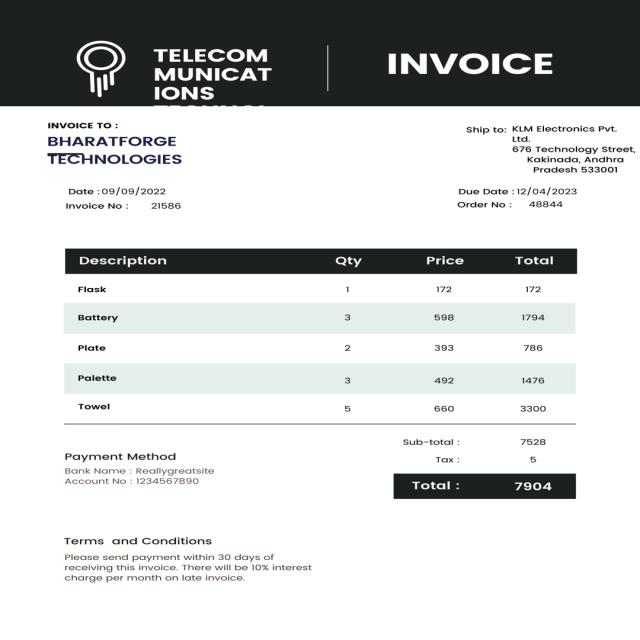 TELECOM
MUNICAT
IONS
INVOICE
INVOICE TO :
BHARATFORGE
TECHNOLOGIES
Ship to: KLM Electronics Pvt.
Ltd.
676 Technology Street,
Kakinada, Andhra
Pradesh 533001
Date : 09/09/2022
Invoice No : 21586
Due Date : 12/04/2023
Order No : 48844
Description Qty Price Total
Flask 1 172 172
Battery 3 598 1794
Plate 2 393 786
Palette 3 492 1476
Towel 5 660 3300
Sub-total : 7528
Tax : 5
Total : 7904
Payment Method
Bank Name : Reallygreatsite
Account No : 1234567890
Terms and Conditions
Please send payment within 30 days of
receiving this invoice. There will be 10% interest
charge per month on late invoice.